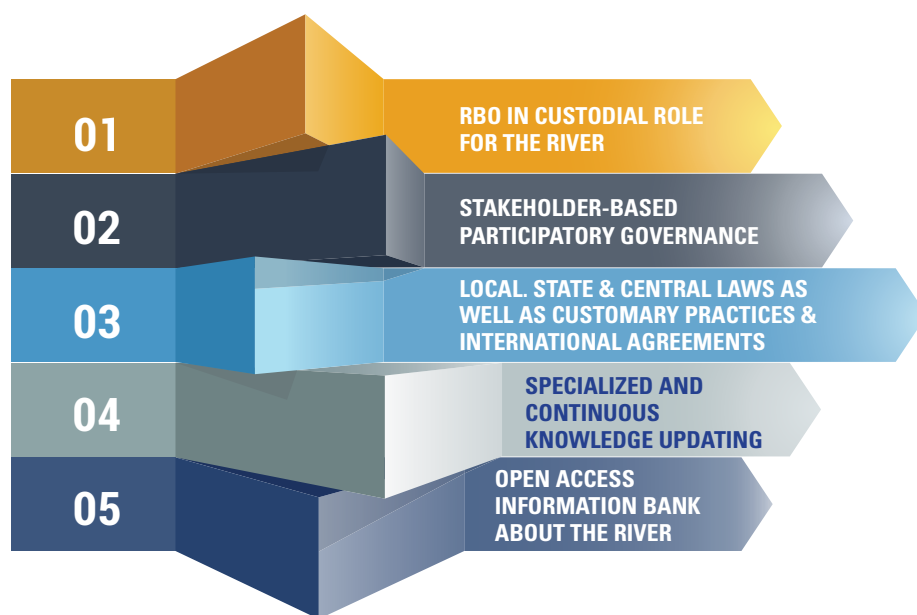 01
RBO IN CUSTODIAL ROLE
FOR THE RIVER
02
STAKEHOLDER-BASED
PARTICIPATORY GOVERNANCE
03
LOCAL. STATE & CENTRAL LAWS AS
WELL AS CUSTOMARY PRACTICES &
INTERNATIONAL AGREEMENTS
04
SPECIALIZED AND
CONTINUOUS
KNOWLEDGE UPDATING
05
OPEN ACCESS
INFORMATION BANK
ABOUT THE RIVER